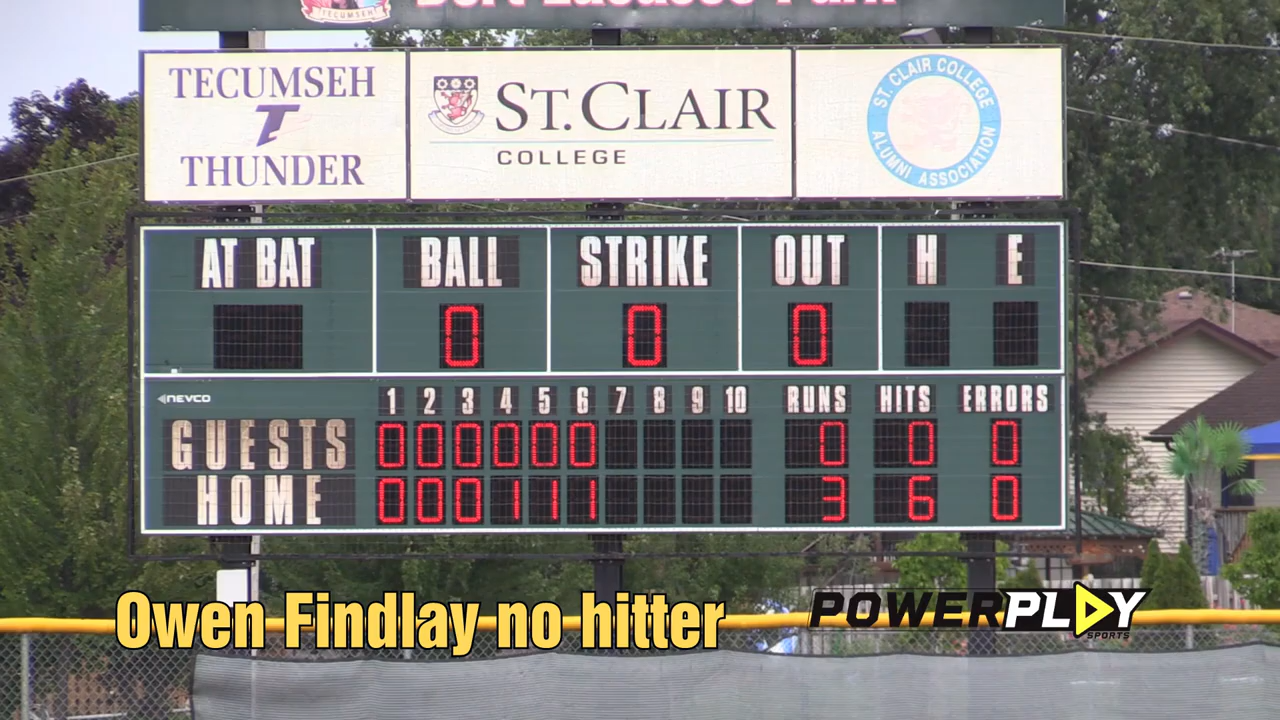 TECUMSEH
TECUMSEH
T
THUNDER
ST. CLAIR
COLLEGE
ST. CLAIR COLLEGE
ALUMNI ASSOCIATION
AT BAT BALL STRIKE OUT H E
0 0 0
NEVCO 1 2 3 4 5 6 7 8 9 10 RUNS HITS ERRORS
GUESTS 0 0 0 0 0 0 0 0 0
HOME 0 0 0 1 1 1 3 6 0
Owen Findlay no hitter
POWERPLAY
SPORTS